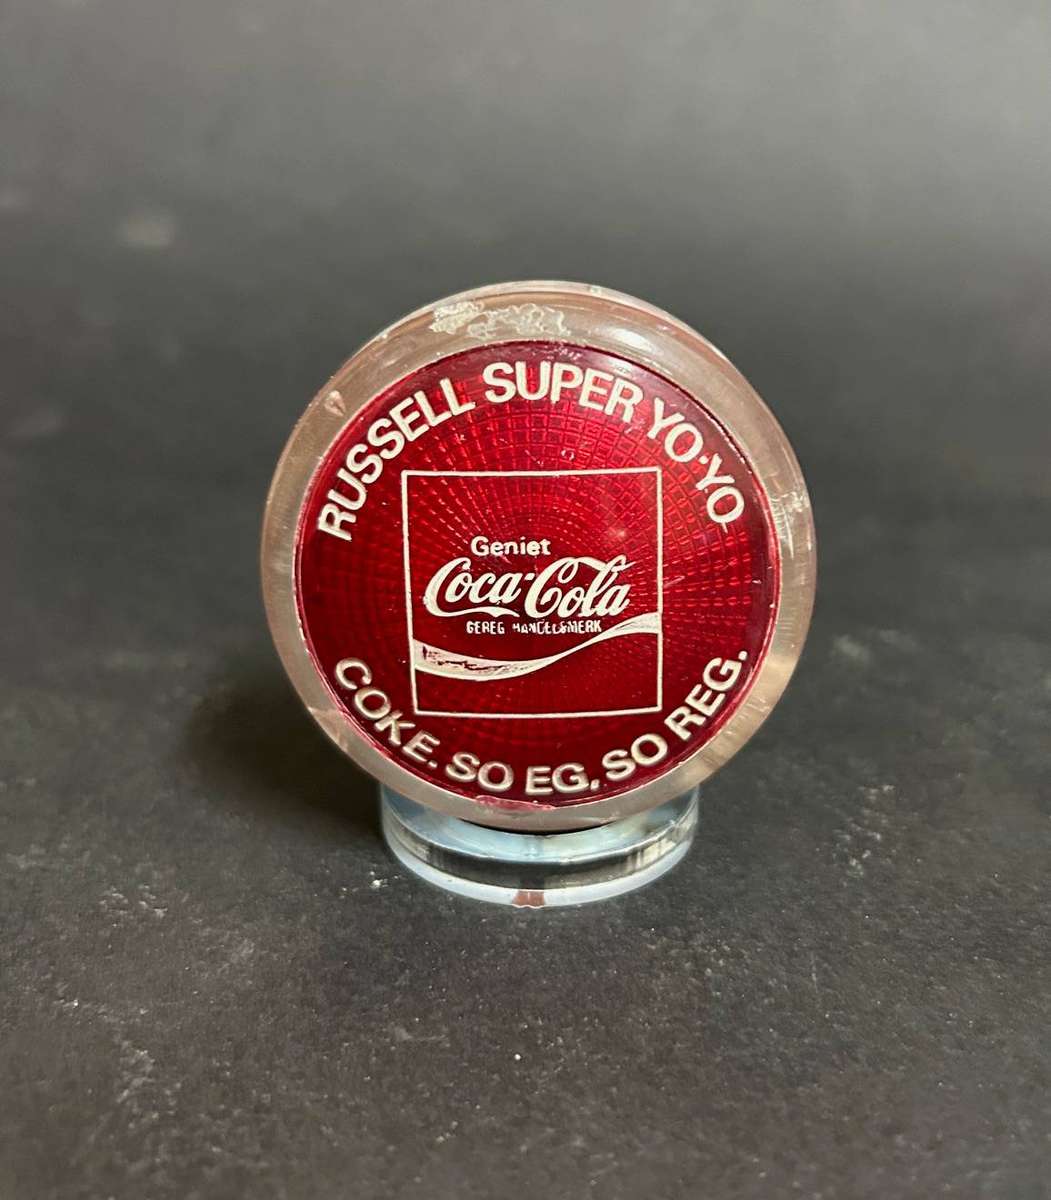 RUSSELL SUPER YO-YO
Geniet
Coca-Cola
GEREG HANDELSMERK
COKE. SO EG, SO REG.